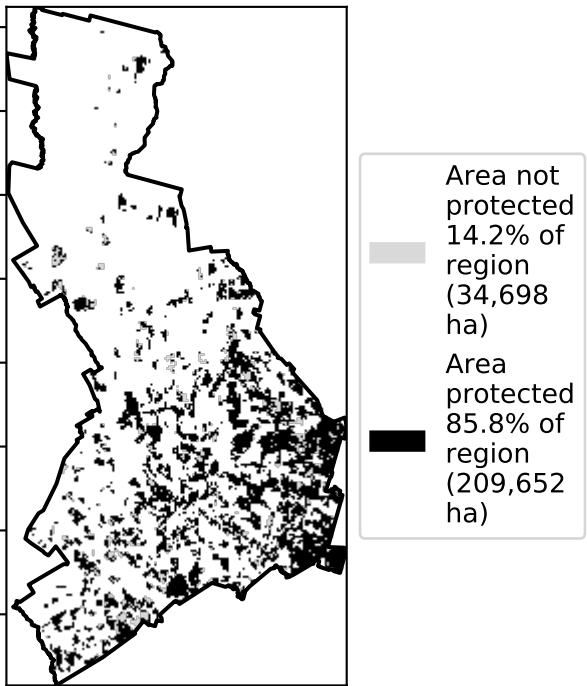 Area not
protected
14.2% of
region
(34,698
ha)
Area
protected
85.8% of
region
(209,652
ha)